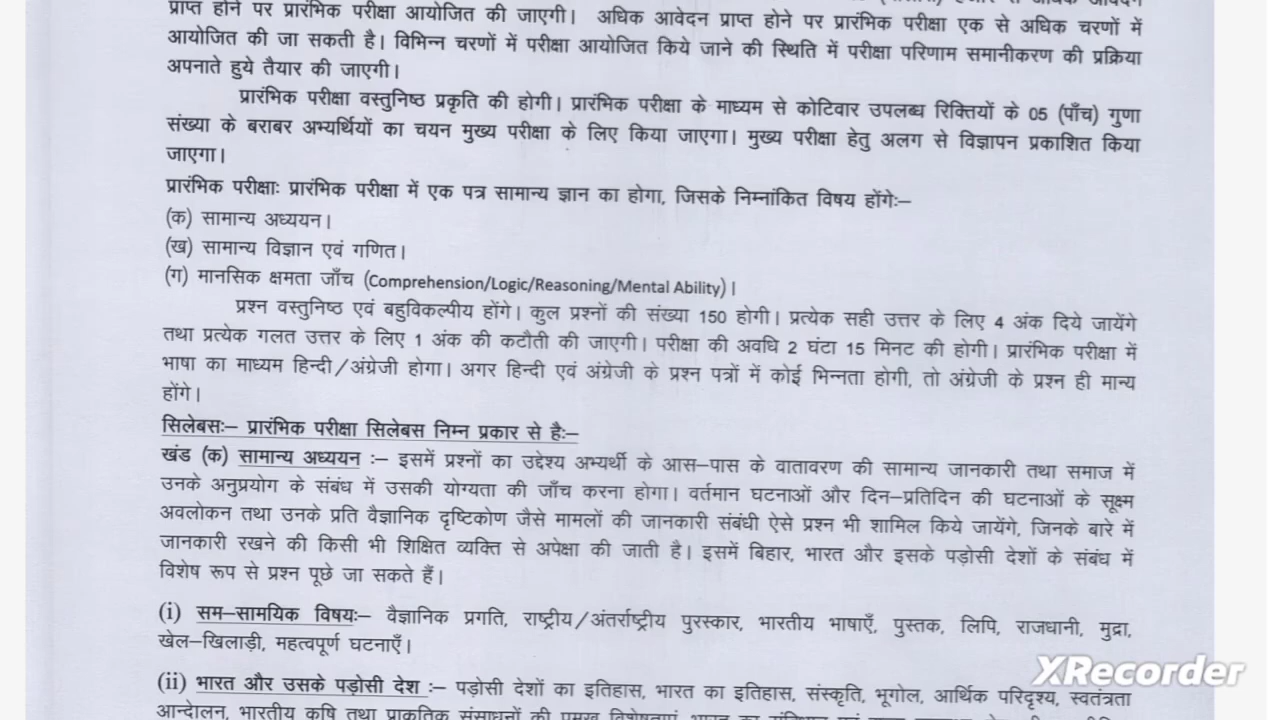 प्राप्त होने पर प्रारंभिक परीक्षा आयोजित की जाएगी। अधिक आवेदन प्राप्त होने पर प्रारंभिक परीक्षा एक से अधिक चरणों में
आयोजित की जा सकती है। विभिन्न चरणों में परीक्षा आयोजित किये जाने की स्थिति में परीक्षा परिणाम समानीकरण की प्रक्रिया
अपनाते हुये तैयार की जाएगी।
प्रारंभिक परीक्षा वस्तुनिष्ठ प्रकृति की होगी। प्रारंभिक परीक्षा के माध्यम से कोटिवार उपलब्ध रिक्तियों के 05 (पाँच) गुणा
संख्या के बराबर अभ्यर्थियों का चयन मुख्य परीक्षा के लिए किया जाएगा। मुख्य परीक्षा हेतु अलग से विज्ञापन प्रकाशित किया
जाएगा।
प्रारंभिक परीक्षाः प्रारंभिक परीक्षा में एक पत्र सामान्य ज्ञान का होगा, जिसके निम्नांकित विषय होंगेः–
(क) सामान्य अध्ययन।
(ख) सामान्य विज्ञान एवं गणित।
(ग) मानसिक क्षमता जाँच (Comprehension/Logic/Reasoning/Mental Ability)।
प्रश्न वस्तुनिष्ठ एवं बहुविकल्पीय होंगे। कुल प्रश्नों की संख्या 150 होगी। प्रत्येक सही उत्तर के लिए 4 अंक दिये जायेंगे
तथा प्रत्येक गलत उत्तर के लिए 1 अंक की कटौती की जाएगी। परीक्षा की अवधि 2 घंटा 15 मिनट की होगी। प्रारंभिक परीक्षा में
भाषा का माध्यम हिन्दी/अंग्रेजी होगा। अगर हिन्दी एवं अंग्रेजी के प्रश्न पत्रों में कोई भिन्नता होगी, तो अंग्रेजी के प्रश्न ही मान्य
होंगे।
सिलेबसः– प्रारंभिक परीक्षा सिलेबस निम्न प्रकार से हैः–
खंड (क) सामान्य अध्ययन :– इसमें प्रश्नों का उद्देश्य अभ्यर्थी के आस–पास के वातावरण की सामान्य जानकारी तथा समाज में
उनके अनुप्रयोग के संबंध में उसकी योग्यता की जाँच करना होगा। वर्तमान घटनाओं और दिन–प्रतिदिन की घटनाओं के सूक्ष्म
अवलोकन तथा उनके प्रति वैज्ञानिक दृष्टिकोण जैसे मामलों की जानकारी संबंधी ऐसे प्रश्न भी शामिल किये जायेंगे, जिनके बारे में
जानकारी रखने की किसी भी शिक्षित व्यक्ति से अपेक्षा की जाती है। इसमें बिहार, भारत और इसके पड़ोसी देशों के संबंध में
विशेष रूप से प्रश्न पूछे जा सकते हैं।
(i) सम–सामयिक विषयः– वैज्ञानिक प्रगति, राष्ट्रीय/अंतर्राष्ट्रीय पुरस्कार, भारतीय भाषाएँ, पुस्तक, लिपि, राजधानी, मुद्रा,
खेल–खिलाड़ी, महत्वपूर्ण घटनाएँ।
(ii) भारत और उसके पड़ोसी देश :– पड़ोसी देशों का इतिहास, भारत का इतिहास, संस्कृति, भूगोल, आर्थिक परिदृश्य, स्वतंत्रता
आन्दोलन, भारतीय कृषि तथा प्राकृतिक संसाधनों की प्रमुख विशेषताएं
XRecorder